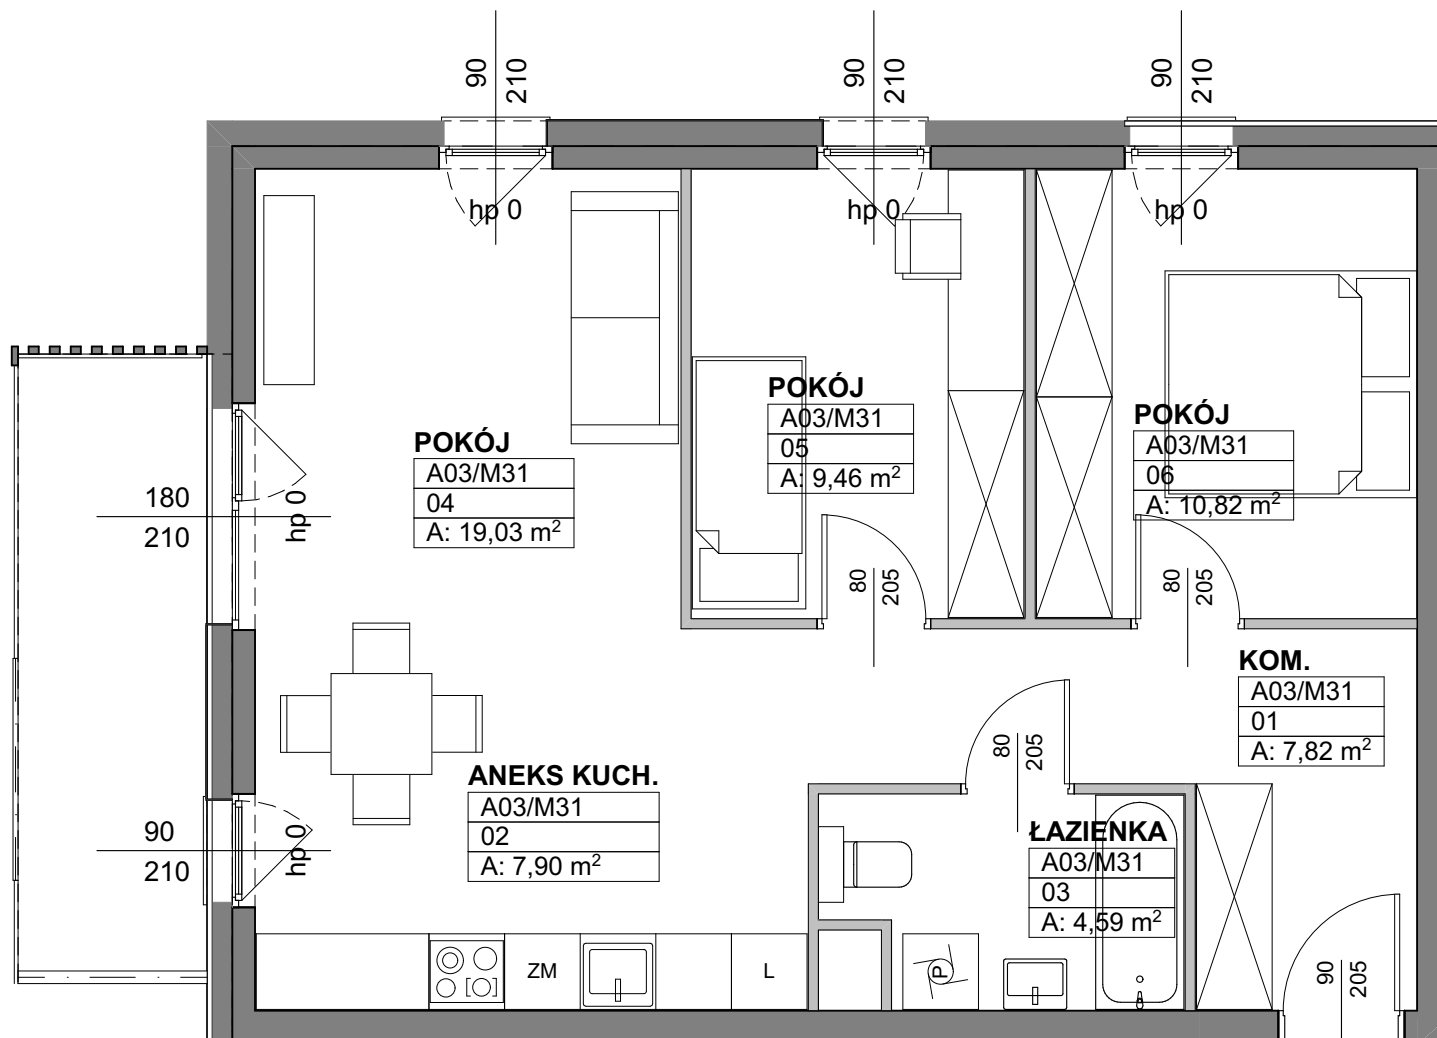 90
210
90
210
90
210
hp 0
hp 0
hp 0
POKÓJ
A03/M31
04
A: 19,03 m²
POKÓJ
A03/M31
05
A: 9,46 m²
POKÓJ
A03/M31
06
A: 10,82 m²
180
210
hp 0
80
205
80
205
KOM.
A03/M31
01
A: 7,82 m²
80
205
ANEKS KUCH.
A03/M31
02
A: 7,90 m²
90
210
hp 0
ŁAZIENKA
A03/M31
03
A: 4,59 m²
ZM
L
P
90
205